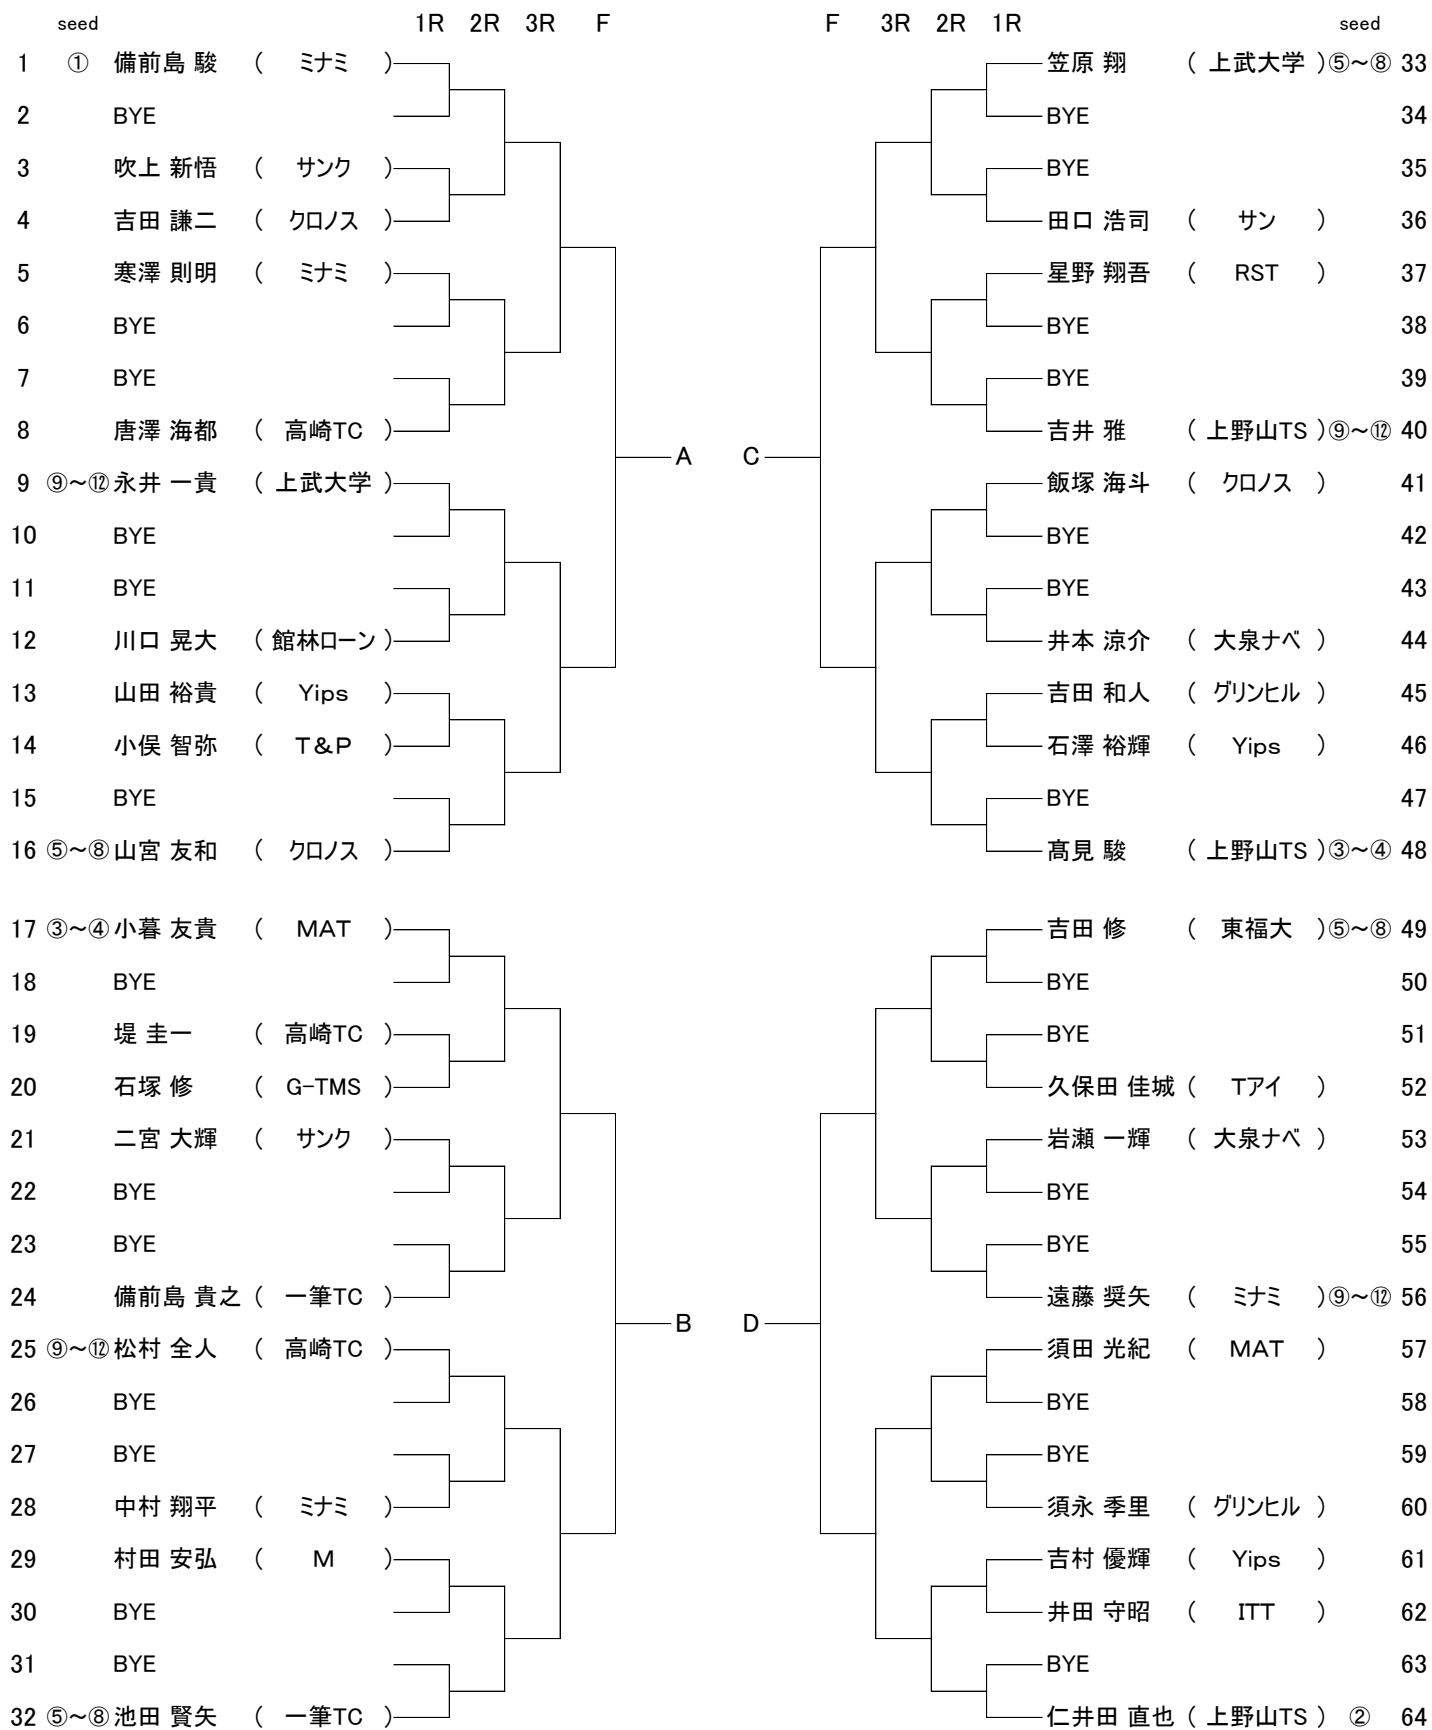 seed 1R 2R 3R F
1 ① 備前島 駿 ( ミナミ )
2 BYE
3 吹上 新悟 ( サンク )
4 吉田 謙二 ( クロノス )
5 寒澤 則明 ( ミナミ )
6 BYE
7 BYE
8 唐澤 海都 ( 高崎TC )
9 ⑨～⑫ 永井 一貴 ( 上武大学 )
10 BYE
11 BYE
12 川口 晃大 ( 館林ローン )
13 山田 裕貴 ( Yips )
14 小俣 智弥 ( T＆P )
15 BYE
16 ⑤～⑧ 山宮 友和 ( クロノス )
A
17 ③～④ 小暮 友貴 ( MAT )
18 BYE
19 堤 圭一 ( 高崎TC )
20 石塚 修 ( G-TMS )
21 二宮 大輝 ( サンク )
22 BYE
23 BYE
24 備前島 貴之 ( 一筆TC )
25 ⑨～⑫ 松村 全人 ( 高崎TC )
26 BYE
27 BYE
28 中村 翔平 ( ミナミ )
29 村田 安弘 ( M )
30 BYE
31 BYE
32 ⑤～⑧ 池田 賢矢 ( 一筆TC )
B
F 3R 2R 1R seed
笠原 翔 ( 上武大学 ) ⑤～⑧ 33
BYE 34
BYE 35
田口 浩司 ( サン ) 36
星野 翔吾 ( RST ) 37
BYE 38
BYE 39
吉井 雅 ( 上野山TS ) ⑨～⑫ 40
飯塚 海斗 ( クロノス ) 41
BYE 42
BYE 43
井本 涼介 ( 大泉ナベ ) 44
吉田 和人 ( グリンヒル ) 45
石澤 裕輝 ( Yips ) 46
BYE 47
髙見 駿 ( 上野山TS ) ③～④ 48
C
吉田 修 ( 東福大 ) ⑤～⑧ 49
BYE 50
BYE 51
久保田 佳城 ( Tアイ ) 52
岩瀬 一輝 ( 大泉ナベ ) 53
BYE 54
BYE 55
遠藤 奨矢 ( ミナミ ) ⑨～⑫ 56
須田 光紀 ( MAT ) 57
BYE 58
BYE 59
須永 季里 ( グリンヒル ) 60
吉村 優輝 ( Yips ) 61
井田 守昭 ( ITT ) 62
BYE 63
仁井田 直也 ( 上野山TS ) ② 64
D